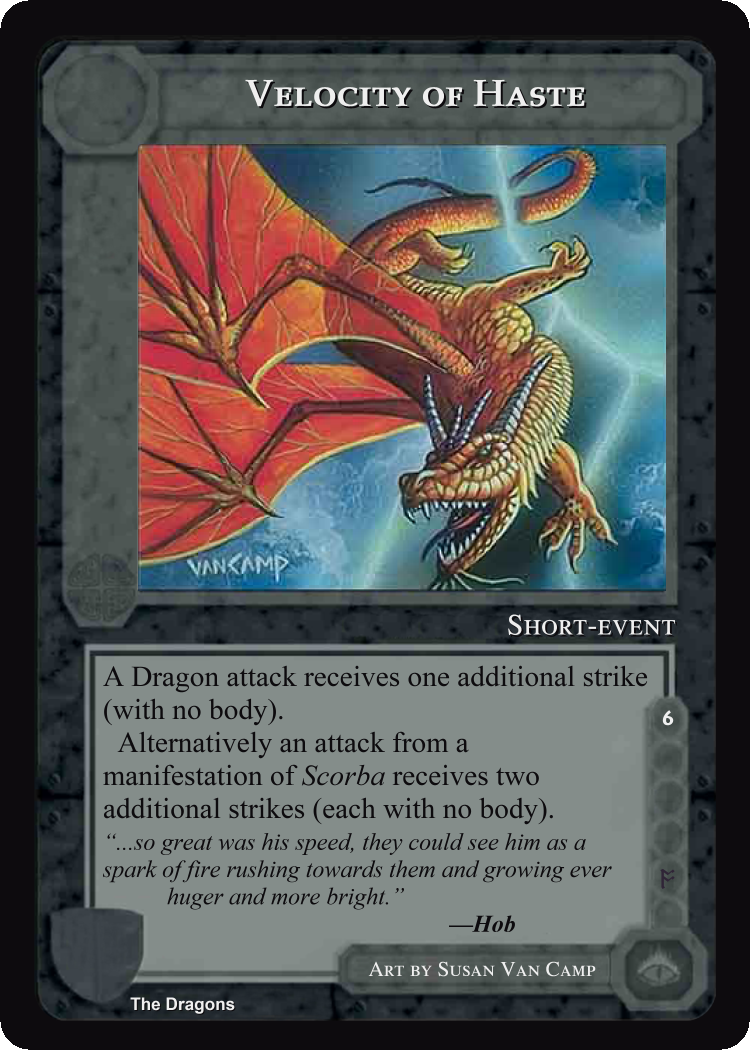 Velocity of Haste
VANCAMP
Short-event
A Dragon attack receives one additional strike
(with no body).
Alternatively an attack from a
manifestation of Scorba receives two
additional strikes (each with no body).
“...so great was his speed, they could see him as a
spark of fire rushing towards them and growing ever
huger and more bright.”
—Hob
6
ᚩ
Art by Susan Van Camp
The Dragons